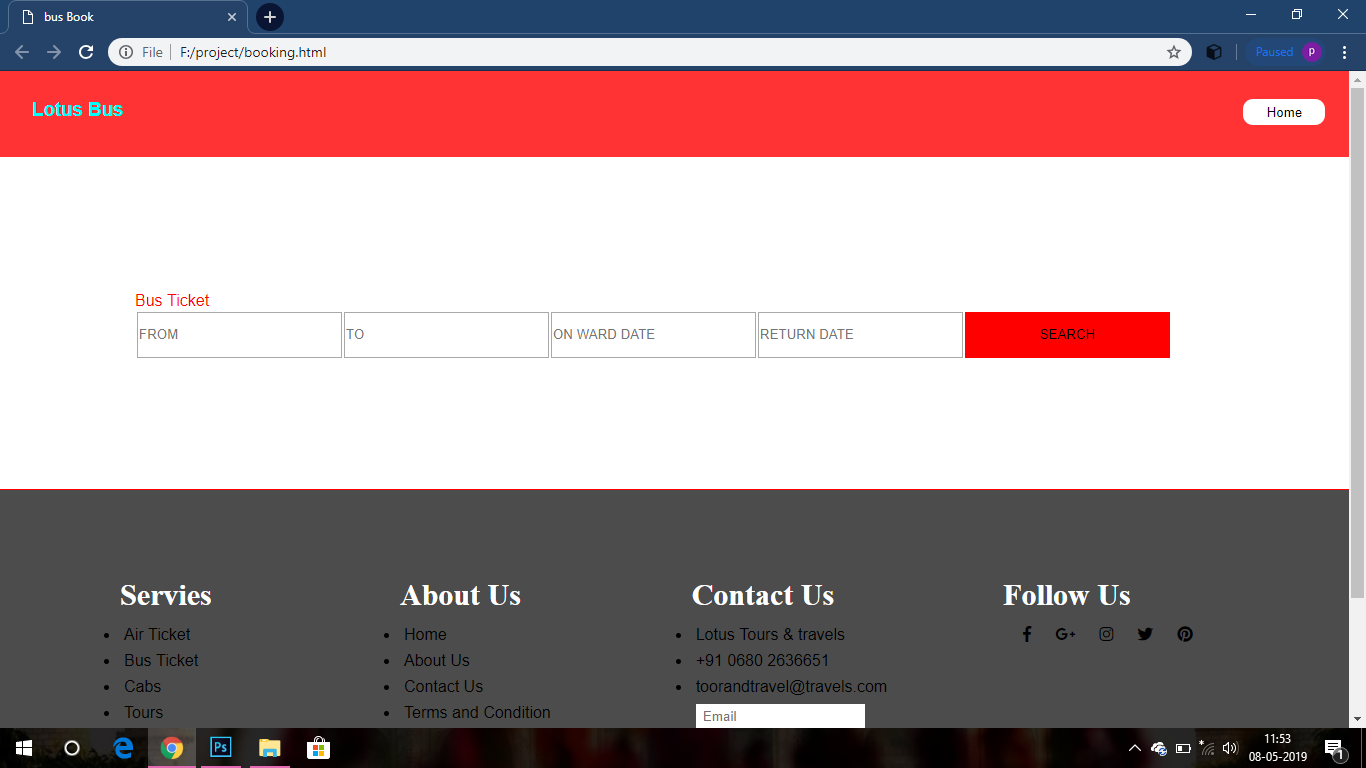 bus Book
File F:/project/booking.html Paused p
Lotus Bus
Home
Bus Ticket
FROM TO ON WARD DATE RETURN DATE SEARCH
Servies About Us Contact Us Follow Us
Air Ticket Home Lotus Tours & travels
Bus Ticket About Us +91 0680 2636651
Cabs Contact Us toorandtravel@travels.com
Tours Terms and Condition
Email
Ps 11:53
08-05-2019 1